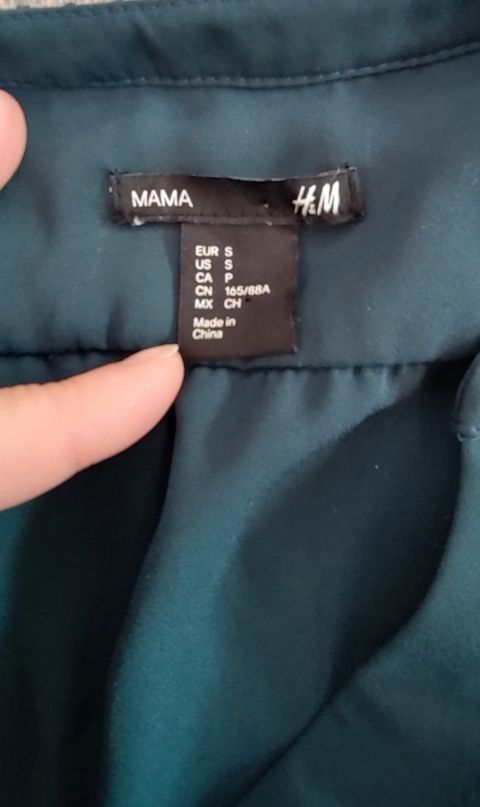 MAMA H&M
EUR S
US S
CA P
CN 165/88A
MX CH
Made in
China